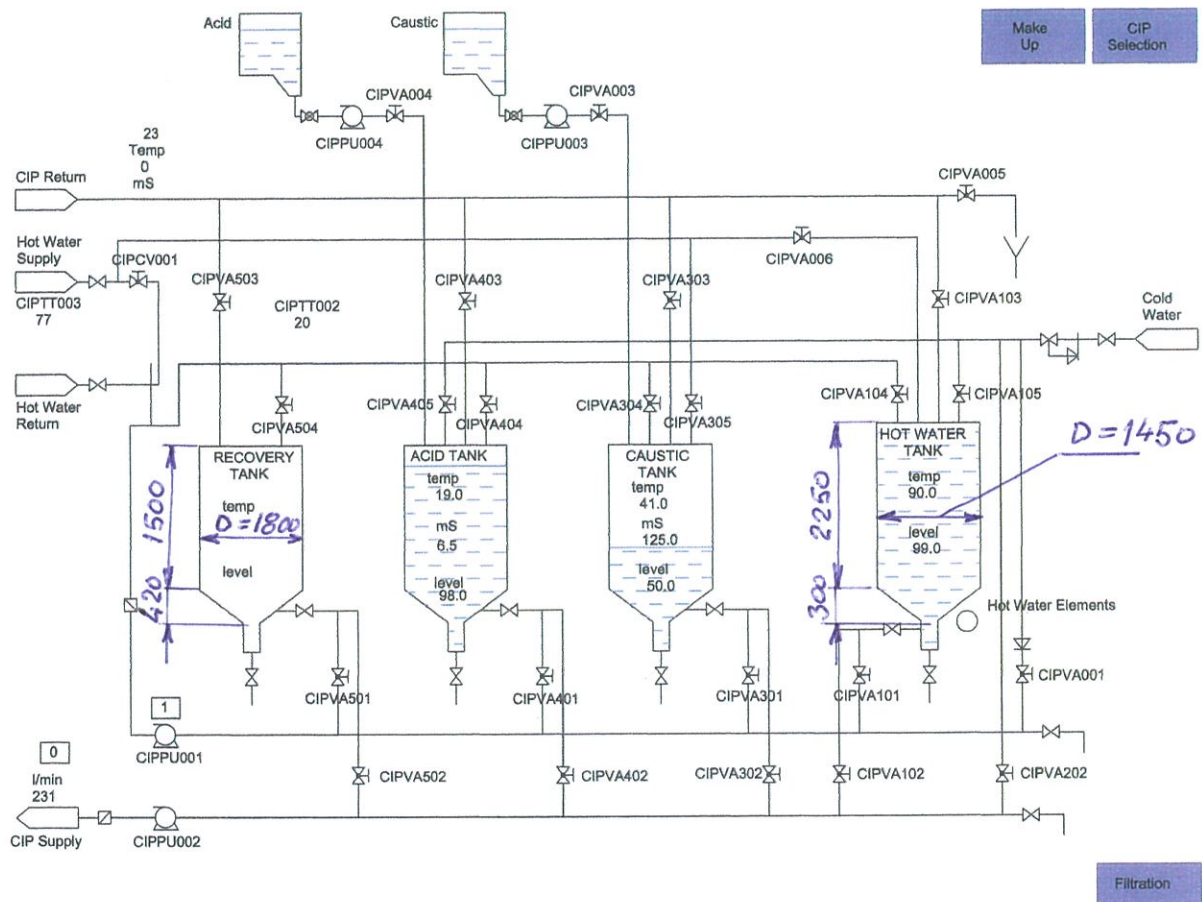 Acid
Caustic
Make
Up
CIP
Selection
CIPVA004
CIPVA003
CIPPU004
CIPPU003
23
Temp
0
mS
CIP Return
CIPVA005
Hot Water
Supply
CIPCV001
CIPVA006
CIPTT003
77
CIPVA503
CIPTT002
20
CIPVA403
CIPVA303
CIPVA103
Cold
Water
Hot Water
Return
CIPVA504
CIPVA405
CIPVA404
CIPVA304
CIPVA305
CIPVA104
CIPVA105
D=1450
RECOVERY
TANK
temp
D=1800
level
1500
420
ACID TANK
temp
19.0
mS
6.5
level
98.0
CAUSTIC
TANK
temp
41.0
mS
125.0
level
50.0
HOT WATER
TANK
temp
90.0
level
99.0
2250
300
Hot Water Elements
CIPVA501
CIPVA401
CIPVA301
CIPVA101
CIPVA001
1
CIPPU001
0
l/min
231
CIPVA502
CIPVA402
CIPVA302
CIPVA102
CIPVA202
CIP Supply
CIPPU002
Filtration